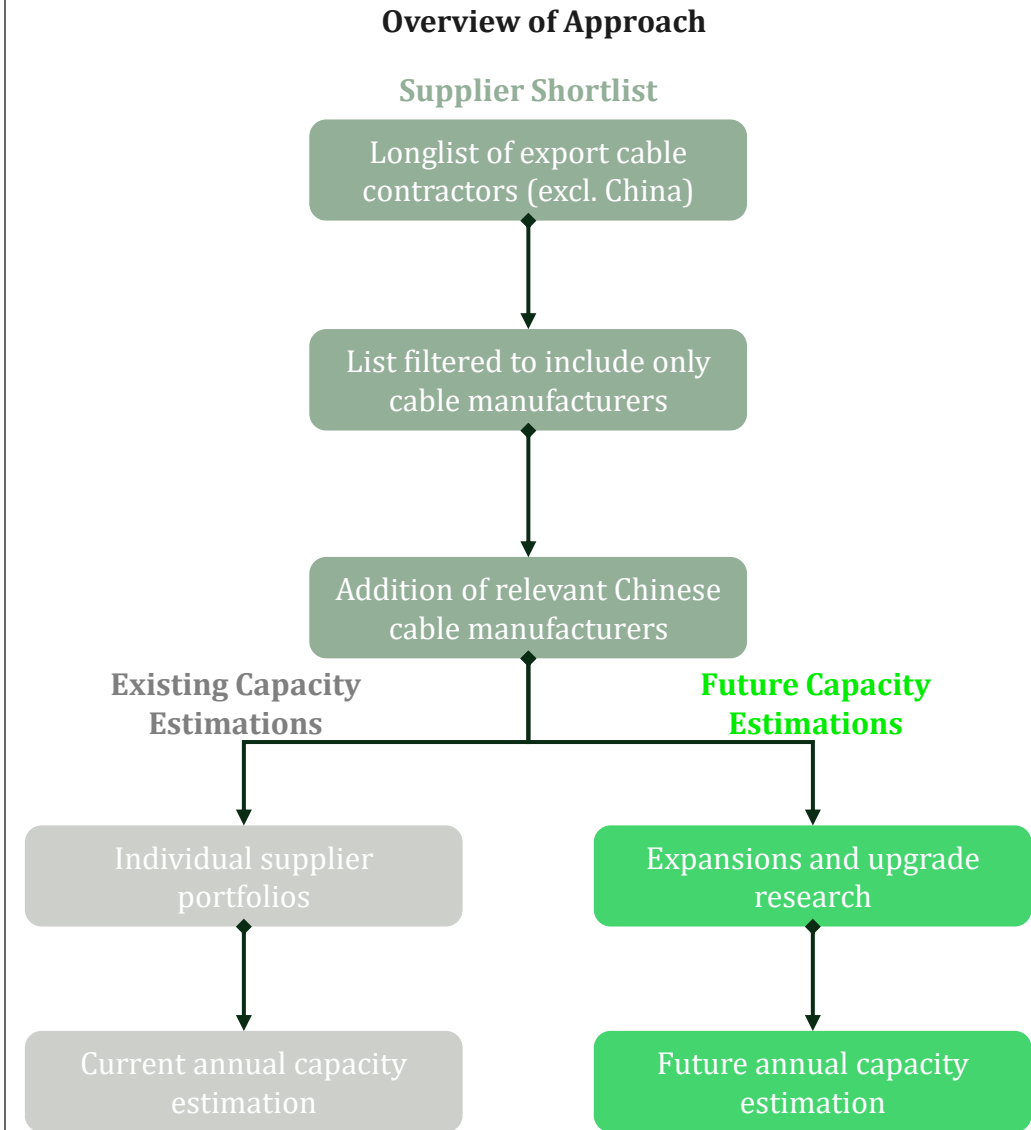 Overview of Approach
Supplier Shortlist
Longlist of export cable
contractors (excl. China)
List filtered to include only
cable manufacturers
Addition of relevant Chinese
cable manufacturers
Existing Capacity
Estimations
Future Capacity
Estimations
Individual supplier
portfolios
Expansions and upgrade
research
Current annual capacity
estimation
Future annual capacity
estimation